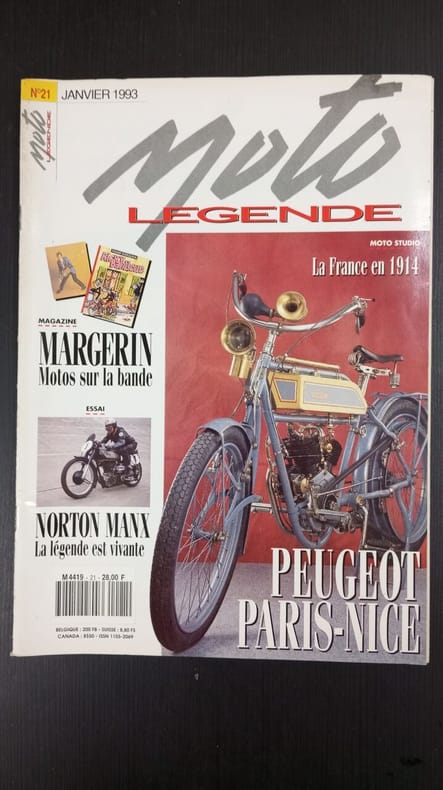 N°21
JANVIER 1993
Moto
LEGENDE
Moto
LEGENDE
MOTO STUDIO
La France en 1914
MAGAZINE
MARGERIN
Motos sur la bande
ESSAI
NORTON MANX
La légende est vivante
M 4419 - 21 - 28,00 F
PEUGEOT
PARIS-NICE